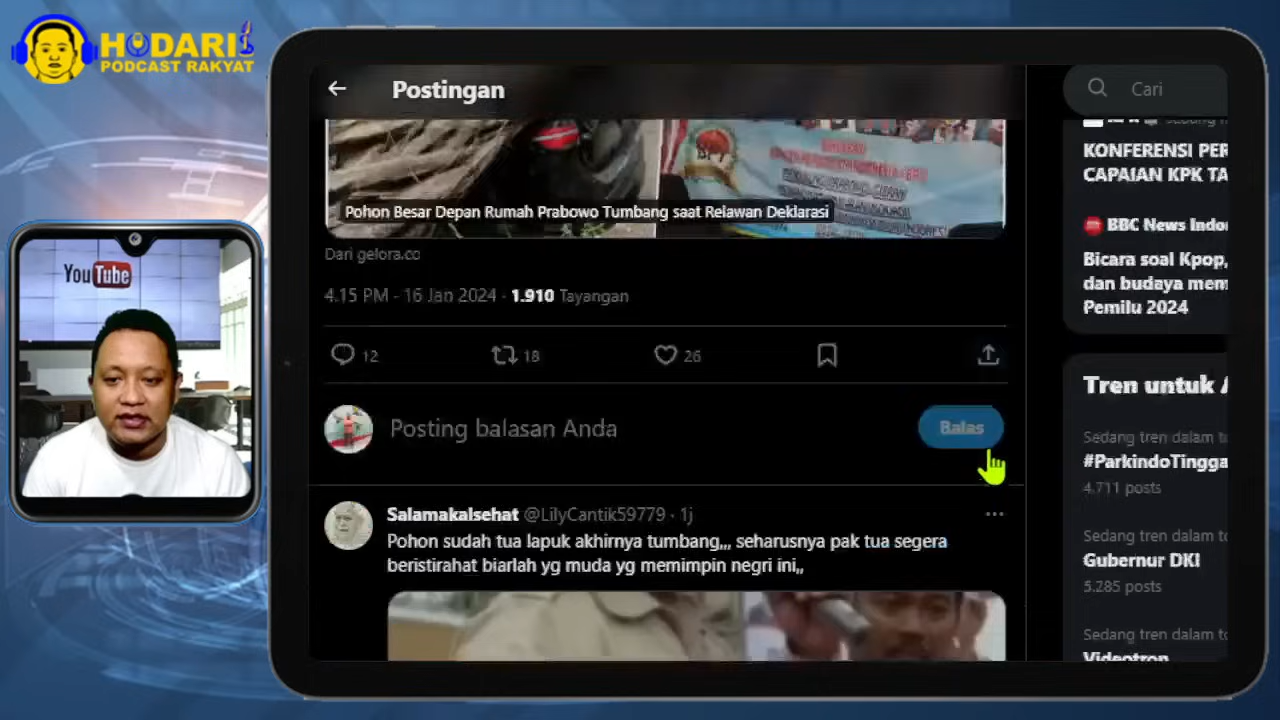 HODARI
PODCAST RAKYAT
YouTube
Postingan
Cari
Pohon Besar Depan Rumah Prabowo Tumbang saat Relawan Deklarasi
Dari gelora.co
4.15 PM · 16 Jan 2024 · 1.910 Tayangan
12 18 26
Posting balasan Anda
Balas
Salamakalsehat @LilyCantik59779 · 1j
Pohon sudah tua lapuk akhirnya tumbang,,, seharusnya pak tua segera
beristirahat biarlah yg muda yg memimpin negri ini,,
KONFERENSI PER
CAPAIAN KPK TA
BBC News Indo
Bicara soal Kpop,
dan budaya mem
Pemilu 2024
Tren untuk A
Sedang tren dalam to
#ParkindoTingga
4.711 posts
Sedang tren dalam to
Gubernur DKI
5.285 posts
Sedang tren dalam to
Videotron